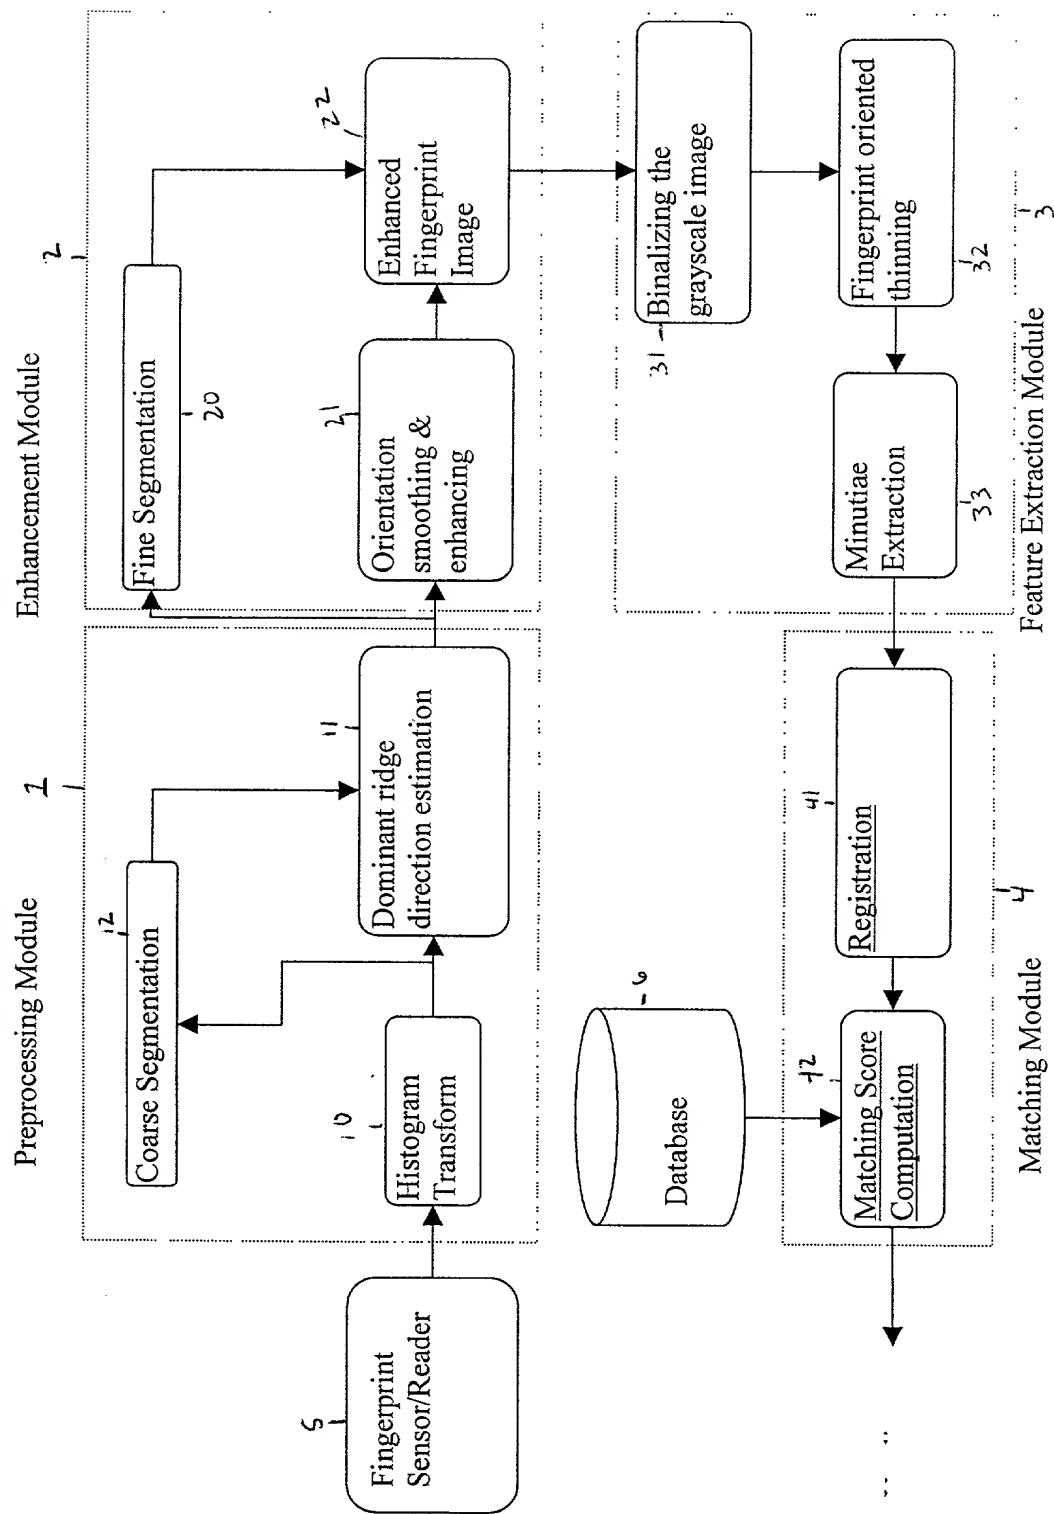 Preprocessing Module
Enhancement Module
1
2
Coarse Segmentation
12
Fine Segmentation
20
5
Fingerprint
Sensor/Reader
10
Histogram
Transform
11
Dominant ridge
direction estimation
21
Orientation
smoothing &
enhancing
22
Enhanced
Fingerprint
Image
Database
6
31
Binalizing the
grayscale image
Fingerprint oriented
thinning
32
Minutiae
Extraction
33
41
Registration
42
Matching Score
Computation
4
3
Matching Module
Feature Extraction Module